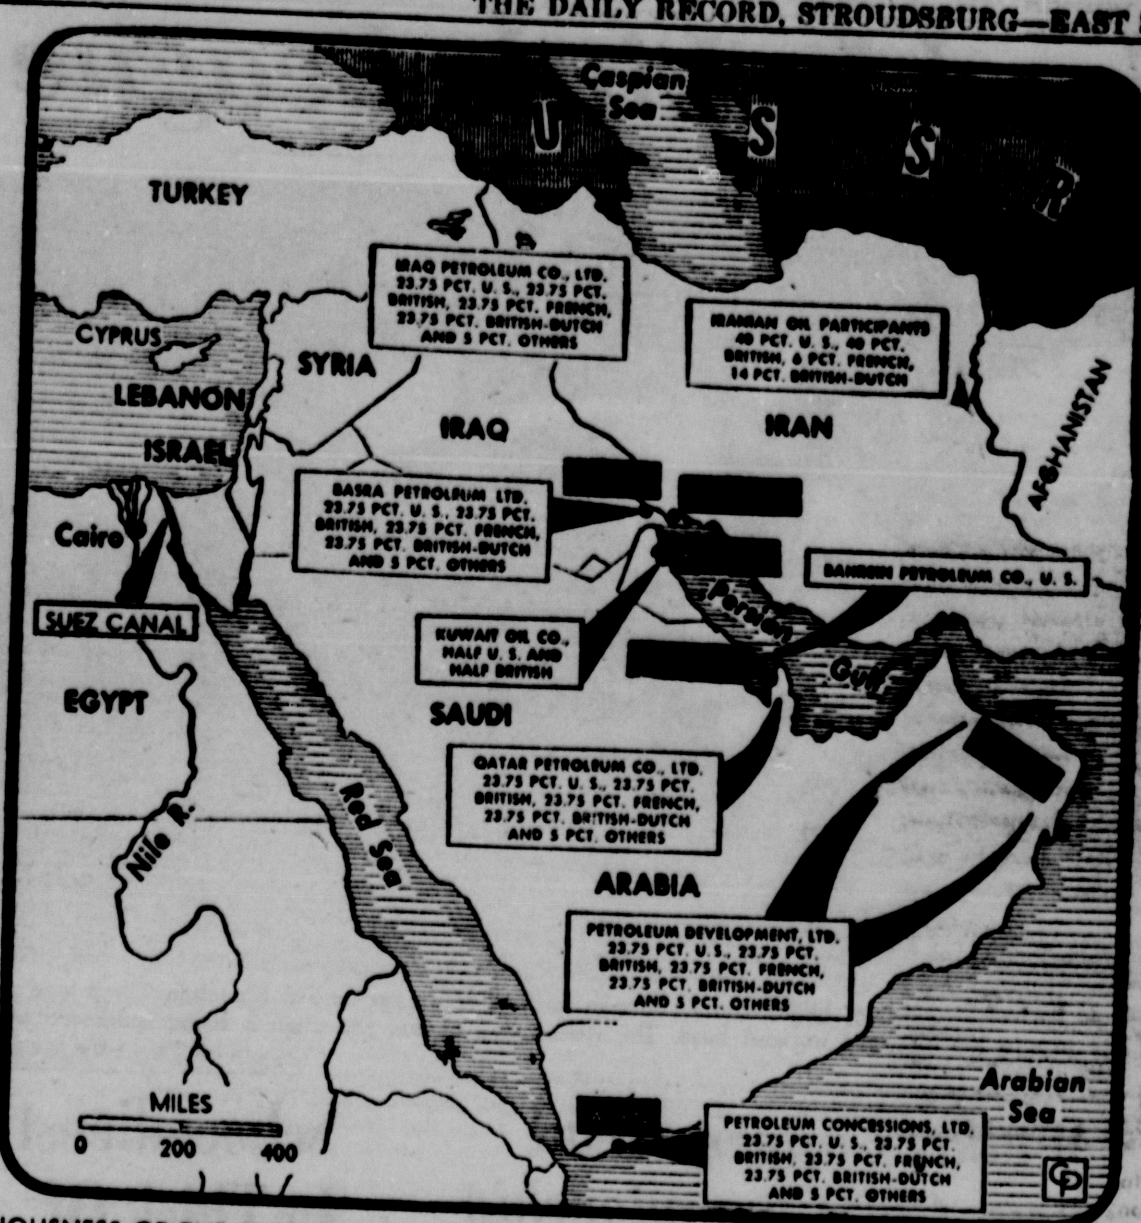 THE DAILY RECORD, STROUDSBURG—EAST
Caspian
Sea
U S S R
TURKEY
IRAQ PETROLEUM CO., LTD.
23.75 PCT. U. S., 23.75 PCT.
BRITISH, 23.75 PCT. FRENCH,
23.75 PCT. BRITISH-DUTCH
AND 5 PCT. OTHERS
IRANIAN OIL PARTICIPANTS
40 PCT. U. S., 40 PCT.
BRITISH, 6 PCT. FRENCH,
14 PCT. BRITISH-DUTCH
CYPRUS
SYRIA
LEBANON
ISRAEL
IRAQ
IRAN
AFGHANISTAN
BASRA PETROLEUM LTD.
23.75 PCT. U. S., 23.75 PCT.
BRITISH, 23.75 PCT. FRENCH,
23.75 PCT. BRITISH-DUTCH
AND 5 PCT. OTHERS
Cairo
BAHREIN PETROLEUM CO., U. S.
SUEZ CANAL
Persian
Gulf
KUWAIT OIL CO.,
HALF U. S. AND
HALF BRITISH
EGYPT
SAUDI
QATAR PETROLEUM CO., LTD.
23.75 PCT. U. S., 23.75 PCT.
BRITISH, 23.75 PCT. FRENCH,
23.75 PCT. BRITISH-DUTCH
AND 5 PCT. OTHERS
Nile R.
Red Sea
ARABIA
PETROLEUM DEVELOPMENT, LTD.
23.75 PCT. U. S., 23.75 PCT.
BRITISH, 23.75 PCT. FRENCH,
23.75 PCT. BRITISH-DUTCH
AND 5 PCT. OTHERS
Arabian
Sea
MILES
0 200 400
PETROLEUM CONCESSIONS, LTD.
23.75 PCT. U. S., 23.75 PCT.
BRITISH, 23.75 PCT. FRENCH,
23.75 PCT. BRITISH-DUTCH
AND 5 PCT. OTHERS
CP